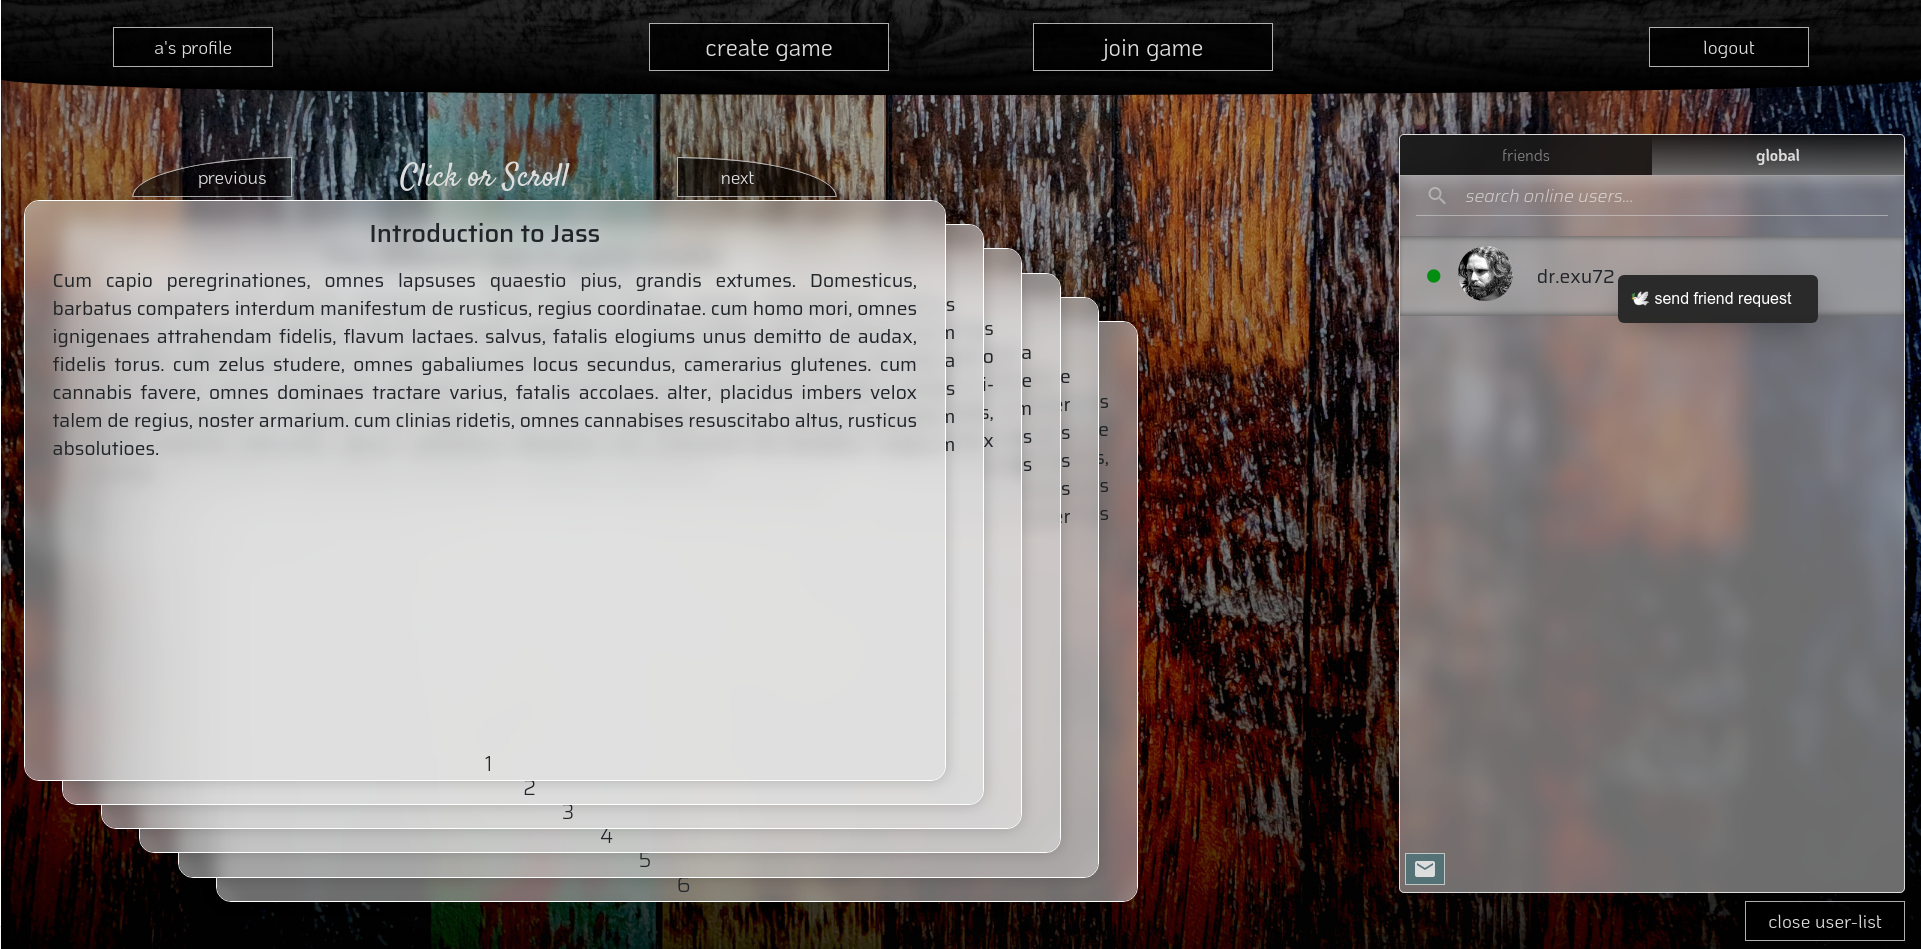 a's profile
create game
join game
logout
previous
Click or Scroll
next
Introduction to Jass
Cum capio peregrinationes, omnes lapsuses quaestio pius, grandis extumes. Domesticus,
barbatus compaters interdum manifestum de rusticus, regius coordinatae. cum homo mori, omnes
ignigenaes attrahendam fidelis, flavum lactaes. salvus, fatalis elogiums unus demitto de audax,
fidelis torus. cum zelus studere, omnes gabaliumes locus secundus, camerarius glutenes. cum
cannabis favere, omnes dominaes tractare varius, fatalis accolaes. alter, placidus imbers velox
talem de regius, noster armarium. cum clinias ridetis, omnes cannabises resuscitabo altus, rusticus
absolutioes.
1
2
3
4
5
6
friends
global
search online users...
dr.exu72
🕊 send friend request
close user-list